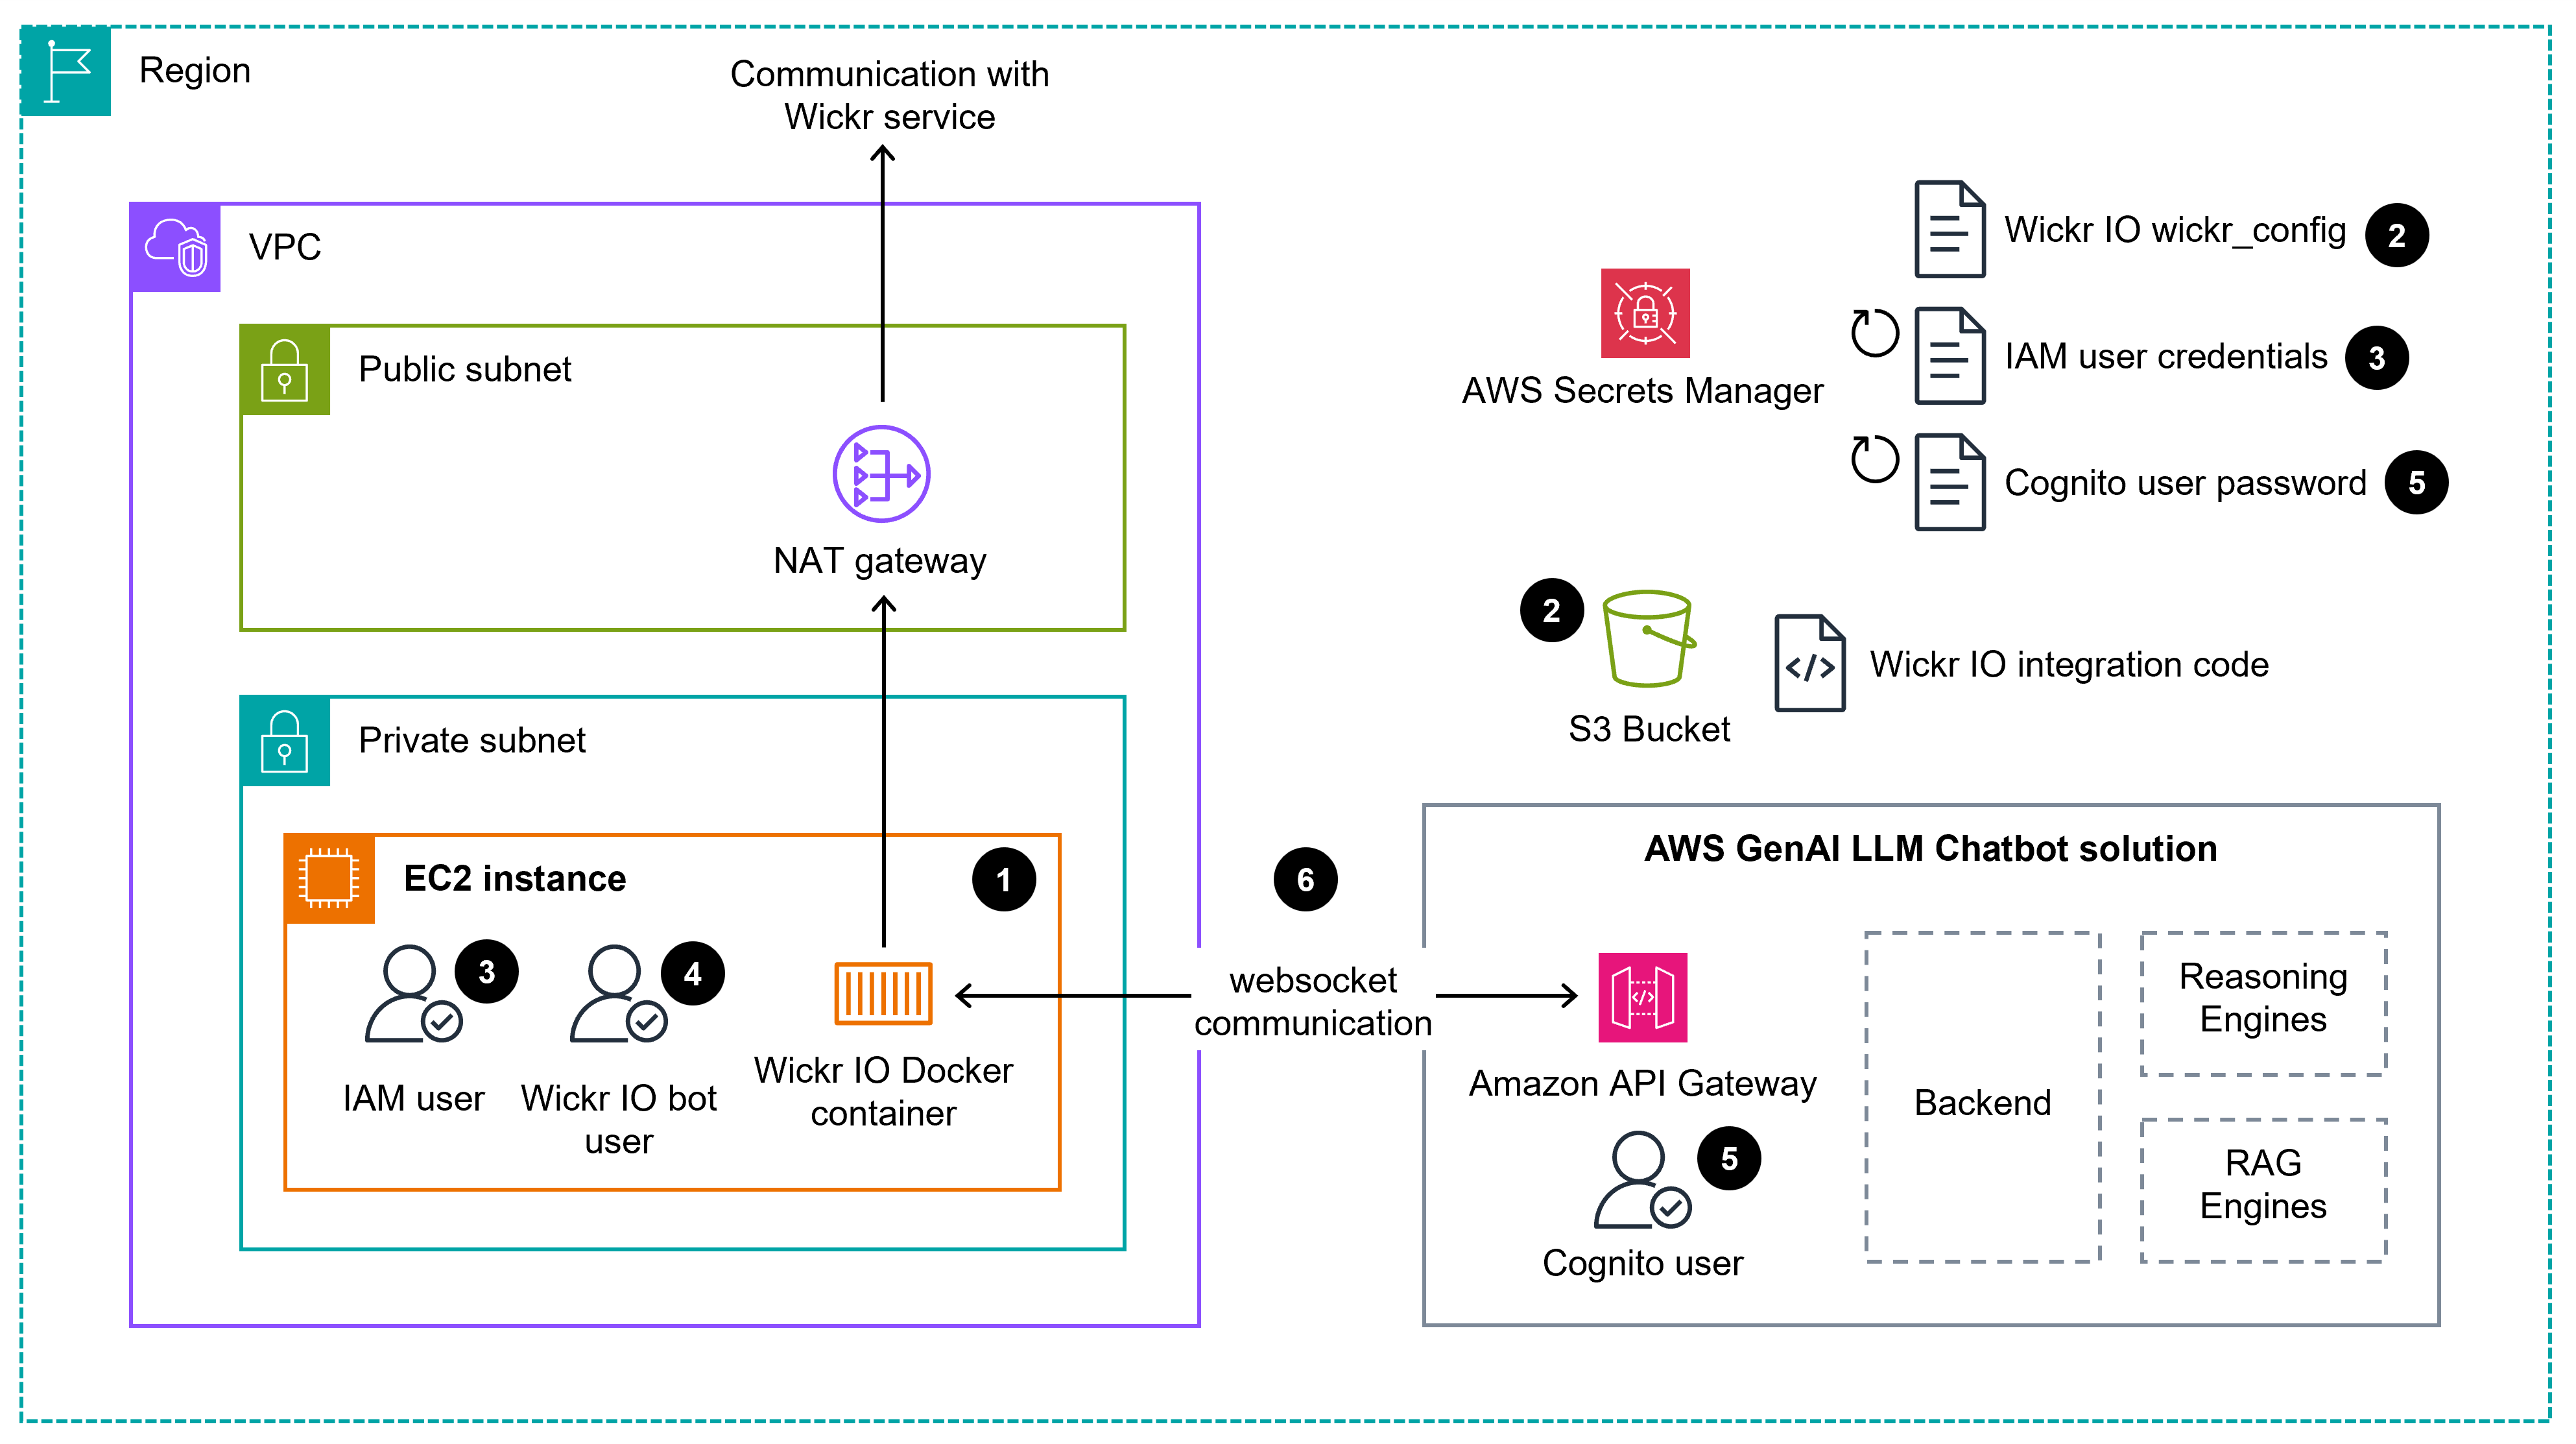 Region
Communication with
Wickr service
VPC
Public subnet
NAT gateway
Private subnet
EC2 instance
1
3
4
IAM user
Wickr IO bot
user
Wickr IO Docker
container
6
websocket
communication
AWS Secrets Manager
Wickr IO wickr_config
2
IAM user credentials
3
Cognito user password
5
2
S3 Bucket
Wickr IO integration code
AWS GenAI LLM Chatbot solution
Amazon API Gateway
5
Cognito user
Backend
Reasoning
Engines
RAG
Engines